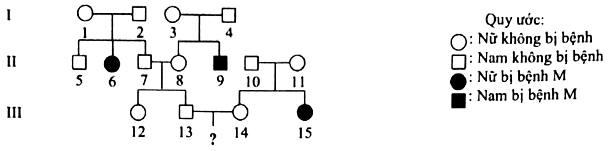 I
1 2 3 4
II
5 6 7 8 9 10 11
III
12 13 14 15
?
Quy ước:
: Nữ không bị bệnh
: Nam không bị bệnh
: Nữ bị bệnh M
: Nam bị bệnh M